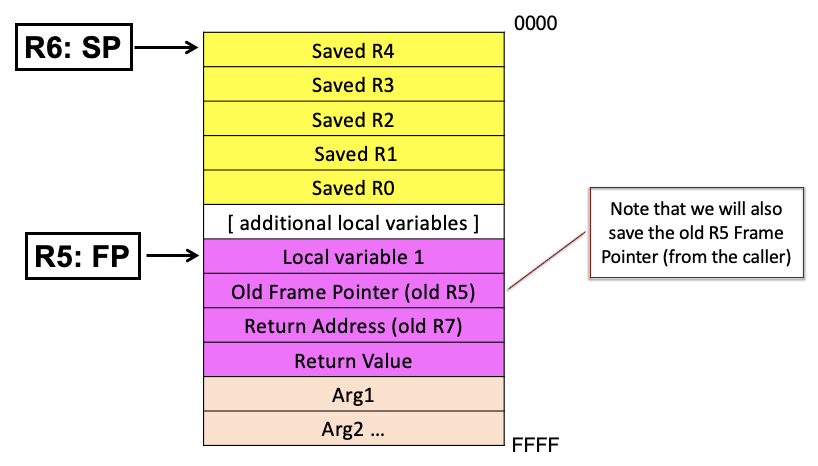 0000
R6: SP
Saved R4
Saved R3
Saved R2
Saved R1
Saved R0
[ additional local variables ]
R5: FP
Local variable 1
Old Frame Pointer (old R5)
Return Address (old R7)
Return Value
Arg1
Arg2 ...
FFFF
Note that we will also
save the old R5 Frame
Pointer (from the caller)